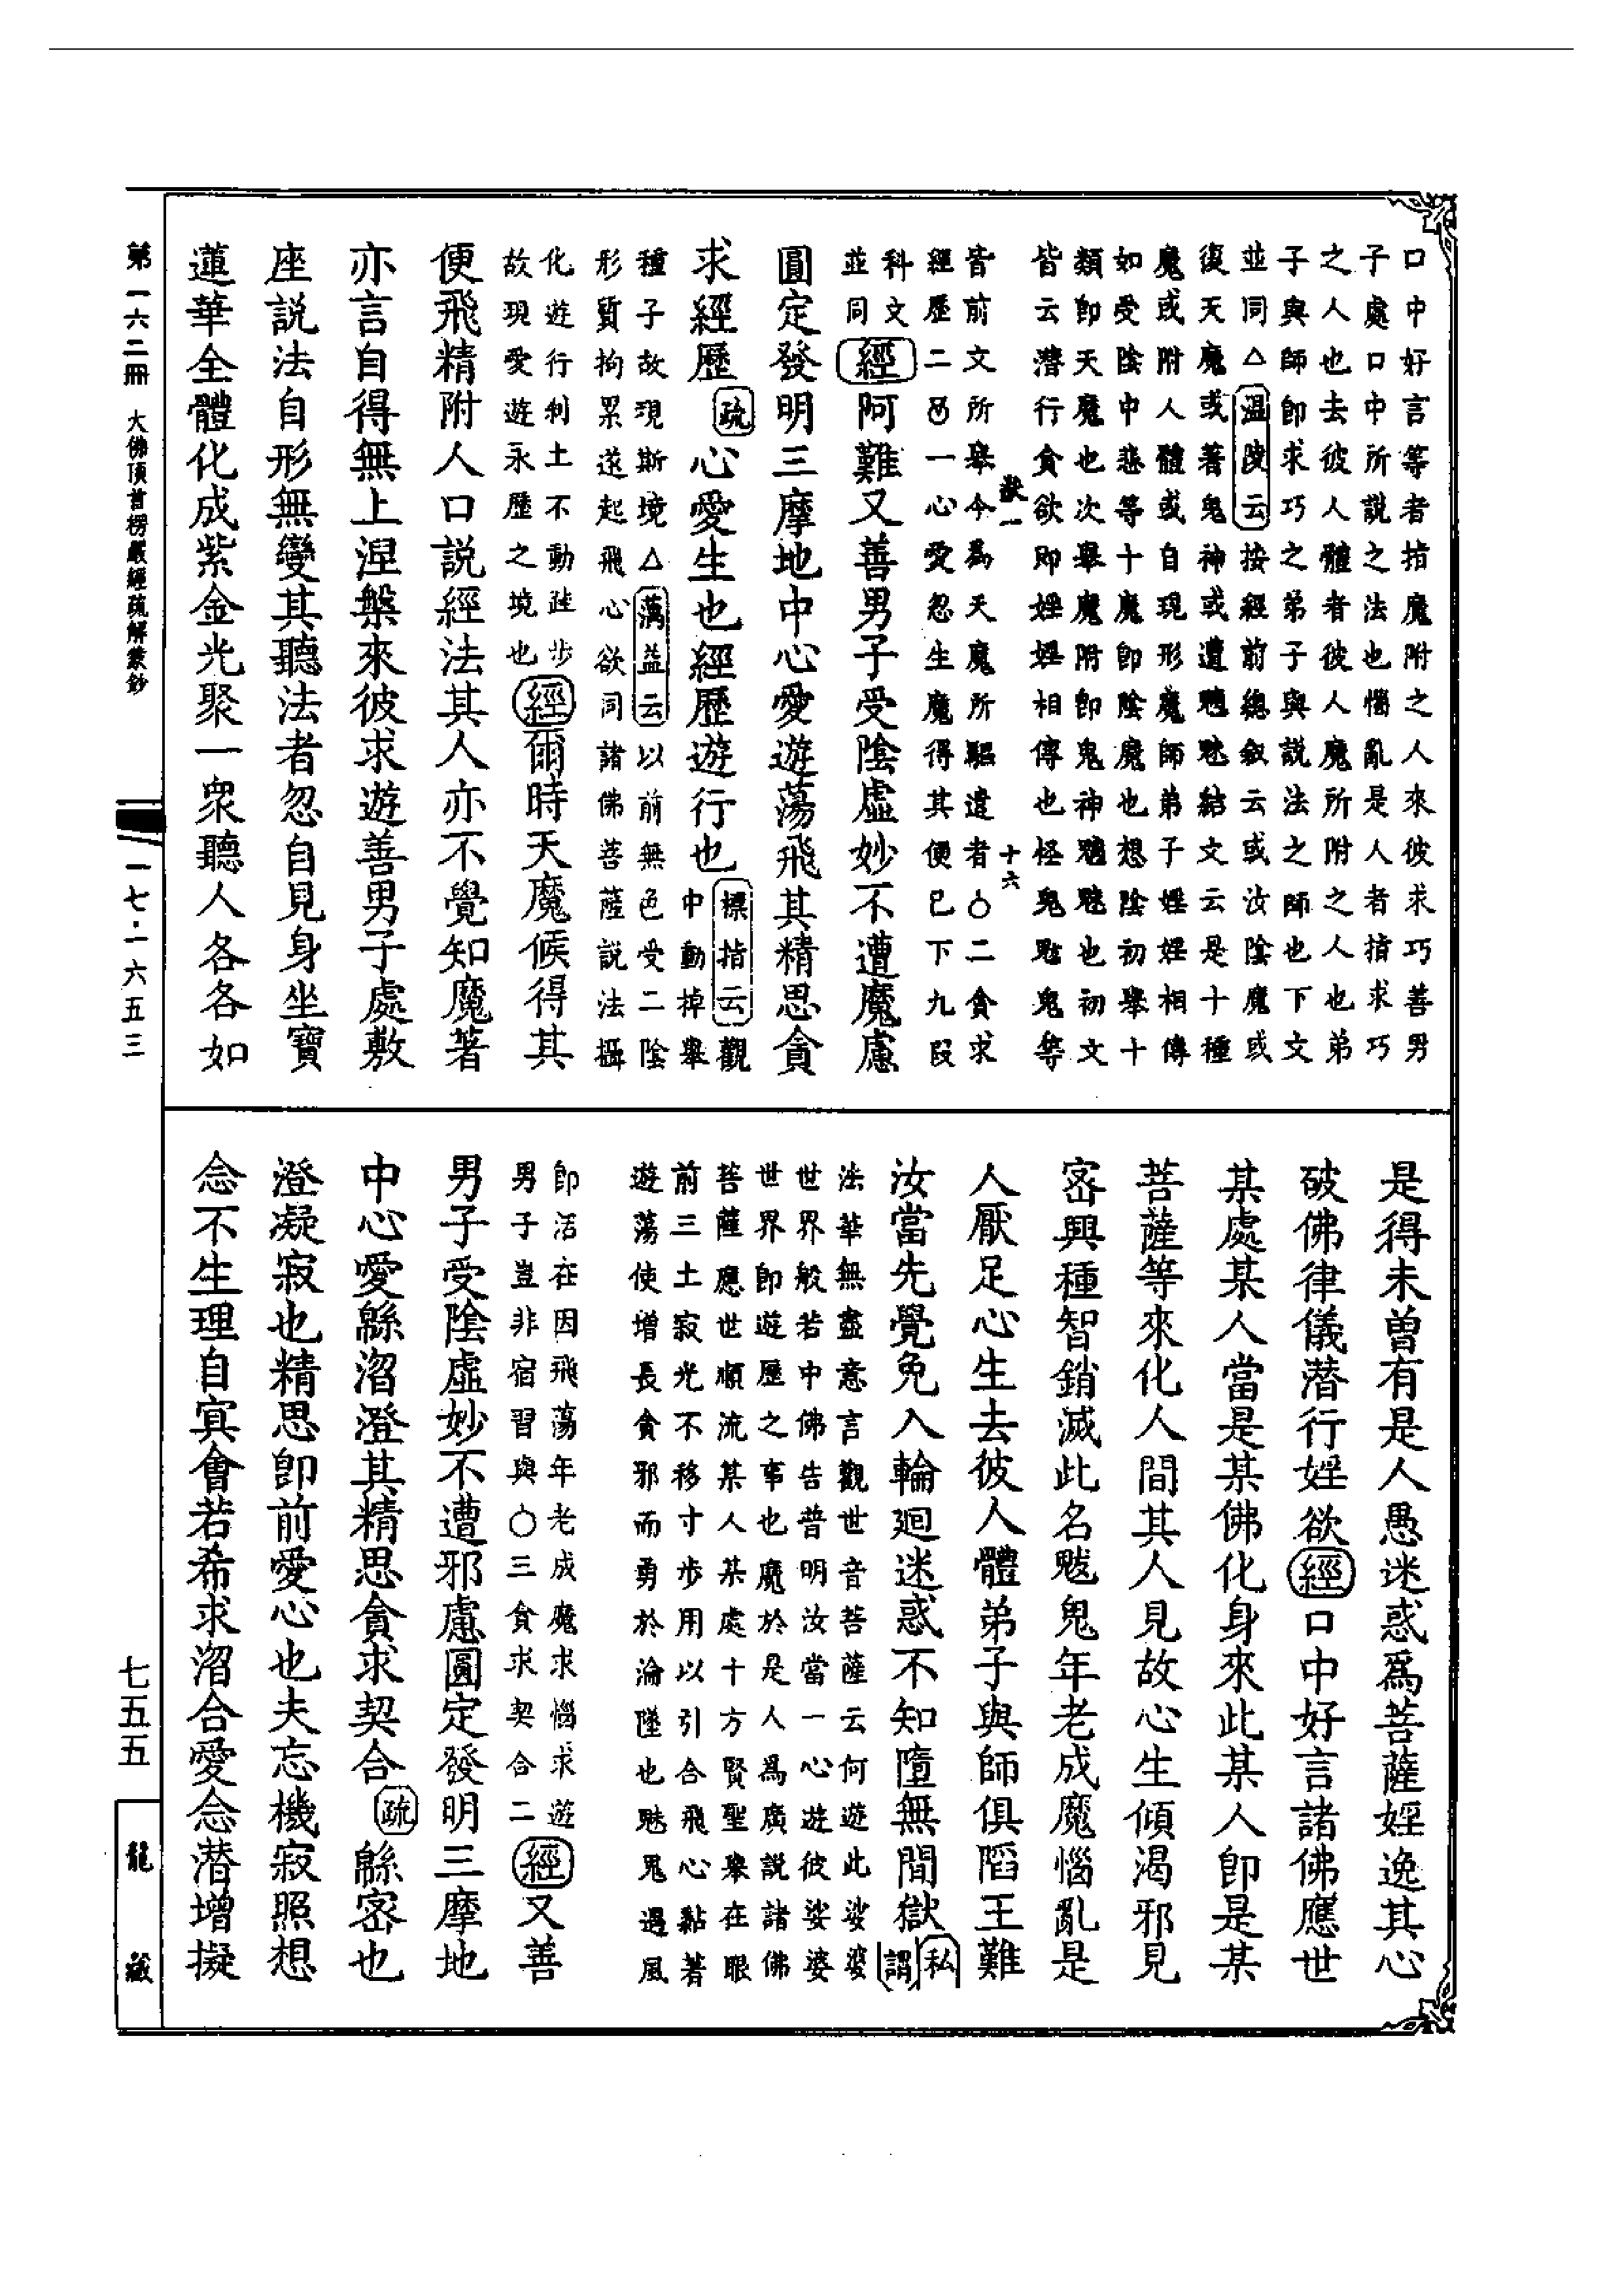 口中好言等者指魔附之人來彼求巧善男
子處口中所説之法也惱亂是人者指求巧
之人也去彼人體者彼人魔所附之人也弟
子與師即求巧之弟子與説法之師也下文
並同△溫陵云按經前總叙云或汝陰魔或
復天魔或著鬼神或遭魑魅結文云是十種
魔或附人體或自現形魔師弟子婬婬相傳
如受陰中悲等十魔即陰魔也想陰初舉十
類即天魔也次舉魔附即鬼神魑魅也初文
皆云潛行貪欲即婬婬相傳也怪鬼魃鬼等
十六
皆前文所舉今為天魔所驅遣者○二貪求
經歷二一心愛忽生魔得其便巳下九段
科文
並同
經阿難又善男子受陰虛妙不遭魔慮
圓定發明三摩地中心愛遊蕩飛其精思貪
求經歷疏心愛生也經歷遊行也標指云觀
中動掉舉
種子故現斯境△蕅益云以前無色受二陰
形質拘累遂起飛心欲同諸佛菩薩説法攝
化遊行利土不動跬步
故現愛遊永歷之境也
經爾時天魔候得其
便飛精附人口説經法其人亦不覺知魔著
亦言自得無上涅槃來彼求遊善男子處敷
座説法自形無變其聽法者忽自見身坐寶
蓮華全體化成紫金光聚一衆聽人各各如
第一六二冊 大佛頂首楞嚴經疏解蒙鈔
一七·一六五三
是得未曾有是人愚迷惑為菩薩婬逸其心
破佛律儀潛行婬欲經口中好言諸佛應世
某處某人當是某佛化身來此某人即是某
菩薩等來化人間其人見故心生傾渴邪見
密興種智銷滅此名魃鬼年老成魔惱亂是
人厭足心生去彼人體弟子與師俱陷王難
汝當先覺免入輪迴迷惑不知墮無間獄私謂
法華無盡意言觀世音菩薩云何遊此娑婆
世界般若中佛告普明汝當一心遊彼娑婆
世界即遊歷之事也魔於是人為廣説諸佛
菩薩應世順流某人某處十方賢聖舉在眼
前三土寂光不移寸步用以引合飛心黏著
遊蕩使增長貪邪而勇於淪墜也魃鬼遇風
即活在因飛蕩年老成魔求惱求遊
男子豈非宿習與○三貪求契合二
經又善
男子受陰虛妙不遭邪慮圓定發明三摩地
中心愛緜㳷澄其精思貪求契合疏緜密也
澄凝寂也精思即前愛心也夫忘機寂照想
念不生理自冥會若希求㳷合愛念潛增擬
七五五
龍藏